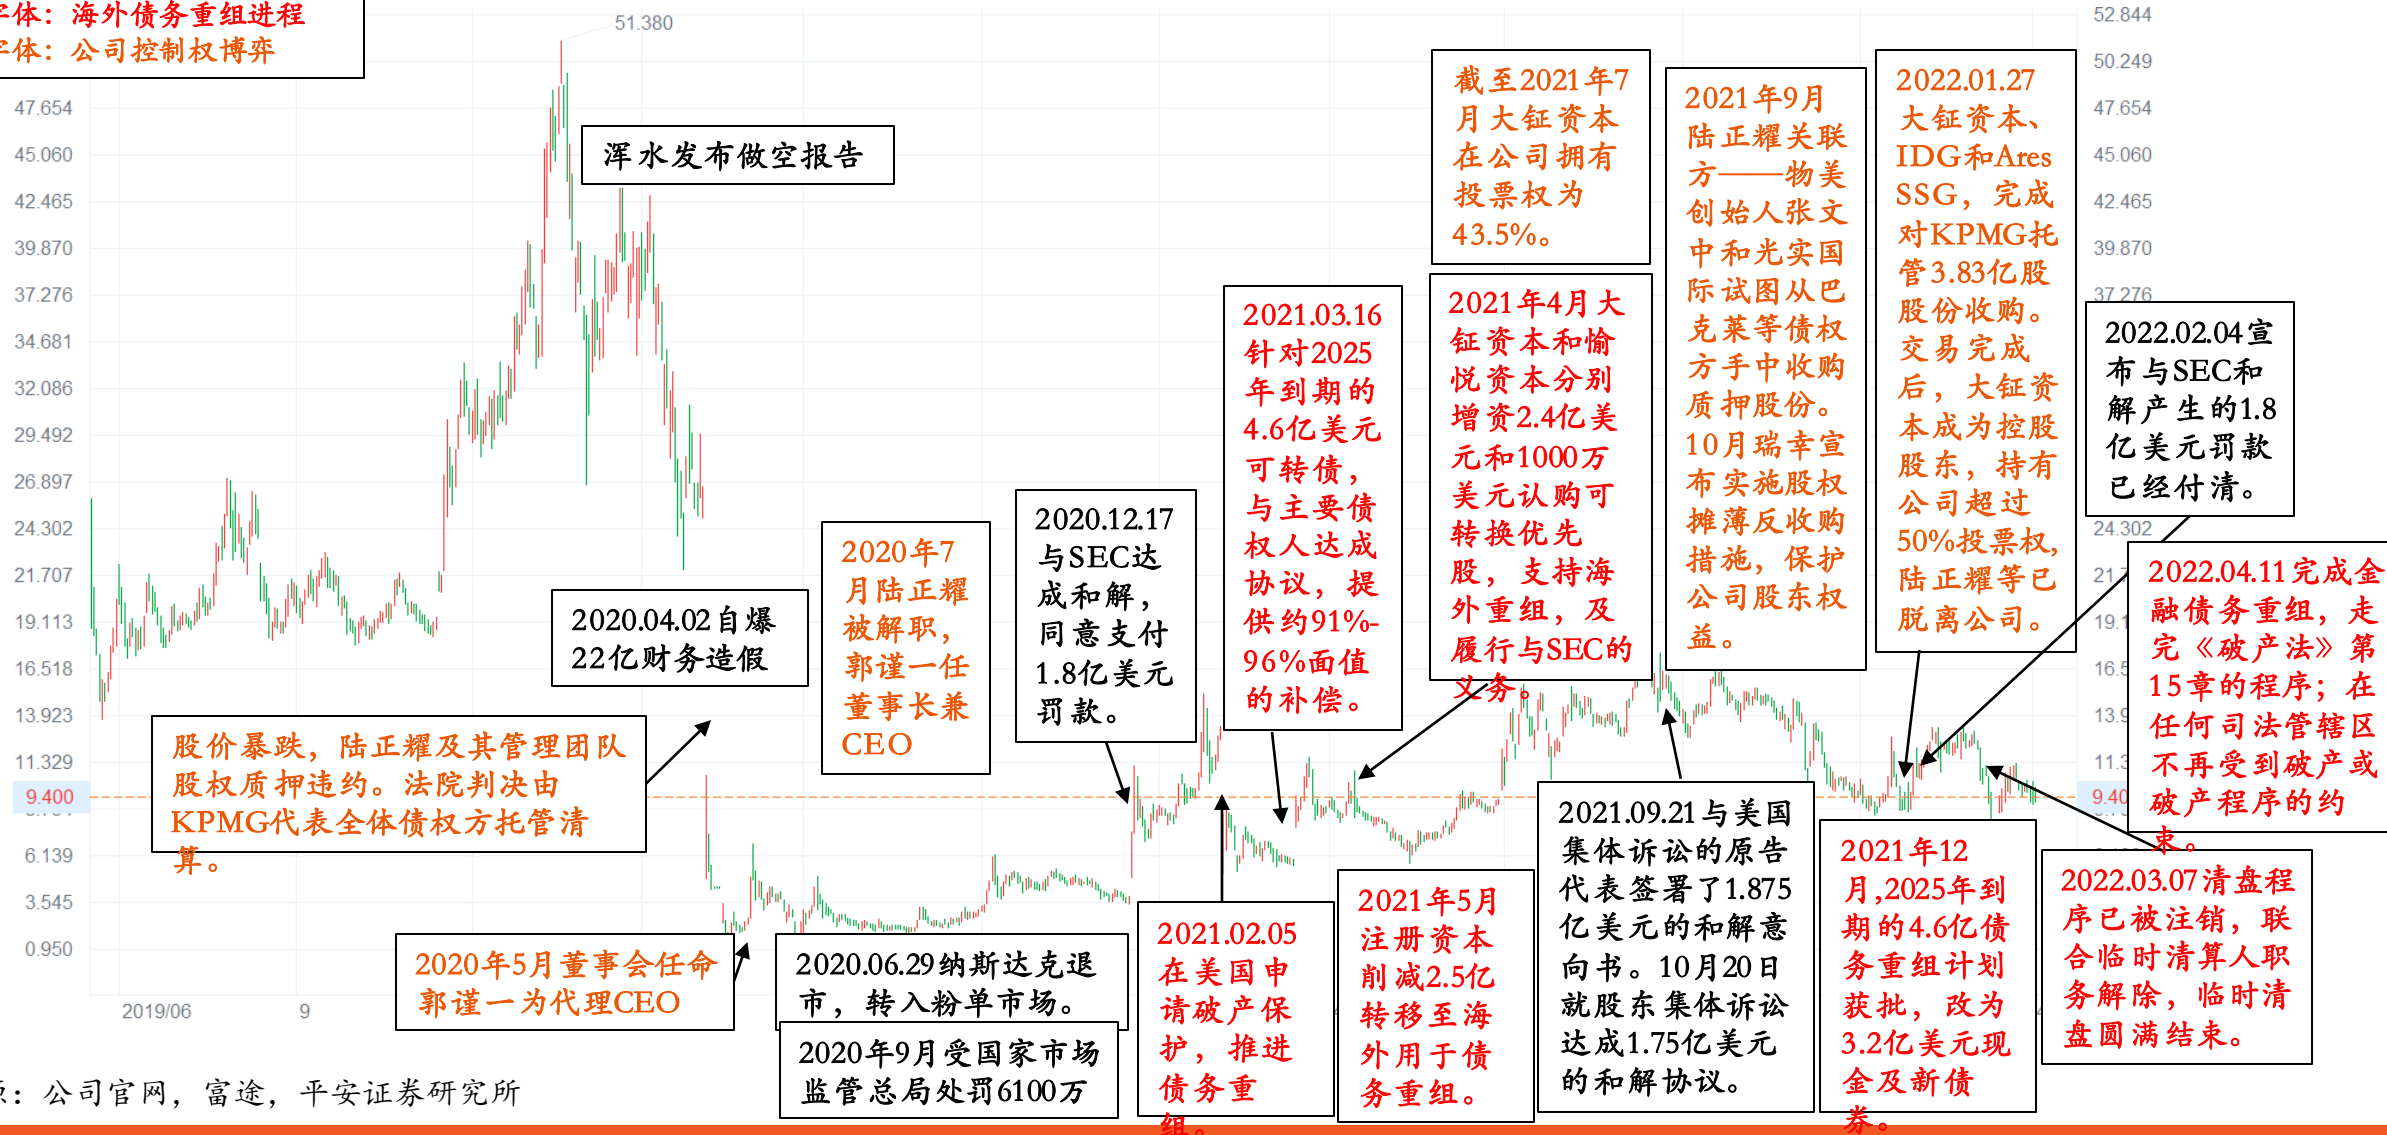 字体：海外债务重组进程
字体：公司控制权博弈
51.380
52.844
50.249
47.654
45.060
42.465
39.870
37.276
34.681
32.086
29.492
26.897
24.302
21.707
19.113
16.518
13.923
11.329
9.400
6.139
3.545
0.950
47.654
45.060
42.465
39.870
37.276
24.302
2019/06
9
浑水发布做空报告
2020.04.02自爆
22亿财务造假
股价暴跌，陆正耀及其管理团队
股权质押违约。法院判决由
KPMG代表全体债权方托管清
算。
2020年5月董事会任命
郭谨一为代理CEO
2020年7
月陆正耀
被解职，
郭谨一任
董事长兼
CEO
2020.06.29纳斯达克退
市，转入粉单市场。
2020年9月受国家市场
监管总局处罚6100万
2020.12.17
与SEC达
成和解，
同意支付
1.8亿美元
罚款。
2021.02.05
在美国申
请破产保
护，推进
债务重
组。
2021.03.16
针对2025
年到期的
4.6亿美元
可转债，
与主要债
权人达成
协议，提
供约91%-
96%面值
的补偿。
2021年4月大
钲资本和愉
悦资本分别
增资2.4亿美
元和1000万
美元认购可
转换优先
股，支持海
外重组，及
履行与SEC的
义务。
2021年5月
注册资本
削减2.5亿
转移至海
外用于债
务重组。
截至2021年7
月大钲资本
在公司拥有
投票权为
43.5%。
2021年9月
陆正耀关联
方——物美
创始人张文
中和光实国
际试图从巴
克莱等债权
方手中收购
质押股份。
10月瑞幸宣
布实施股权
摊薄反收购
措施，保护
公司股东权
益。
2021.09.21与美国
集体诉讼的原告
代表签署了1.875
亿美元的和解意
向书。10月20日
就股东集体诉讼
达成1.75亿美元
的和解协议。
2021年12
月,2025年到
期的4.6亿债
务重组计划
获批，改为
3.2亿美元现
金及新债
券。
2022.01.27
大钲资本、
IDG和Ares
SSG，完成
对KPMG托
管3.83亿股
股份收购。
交易完成
后，大钲资
本成为控股
股东，持有
公司超过
50%投票权,
陆正耀等已
脱离公司。
2022.02.04宣
布与SEC和
解产生的1.8
亿美元罚款
已经付清。
2022.03.07清盘程
序已被注销，联
合临时清算人职
务解除，临时清
盘圆满结束。
2022.04.11完成金
融债务重组，走
完《破产法》第
15章的程序；在
任何司法管辖区
不再受到破产或
破产程序的约
束。
源：公司官网，富途，平安证券研究所